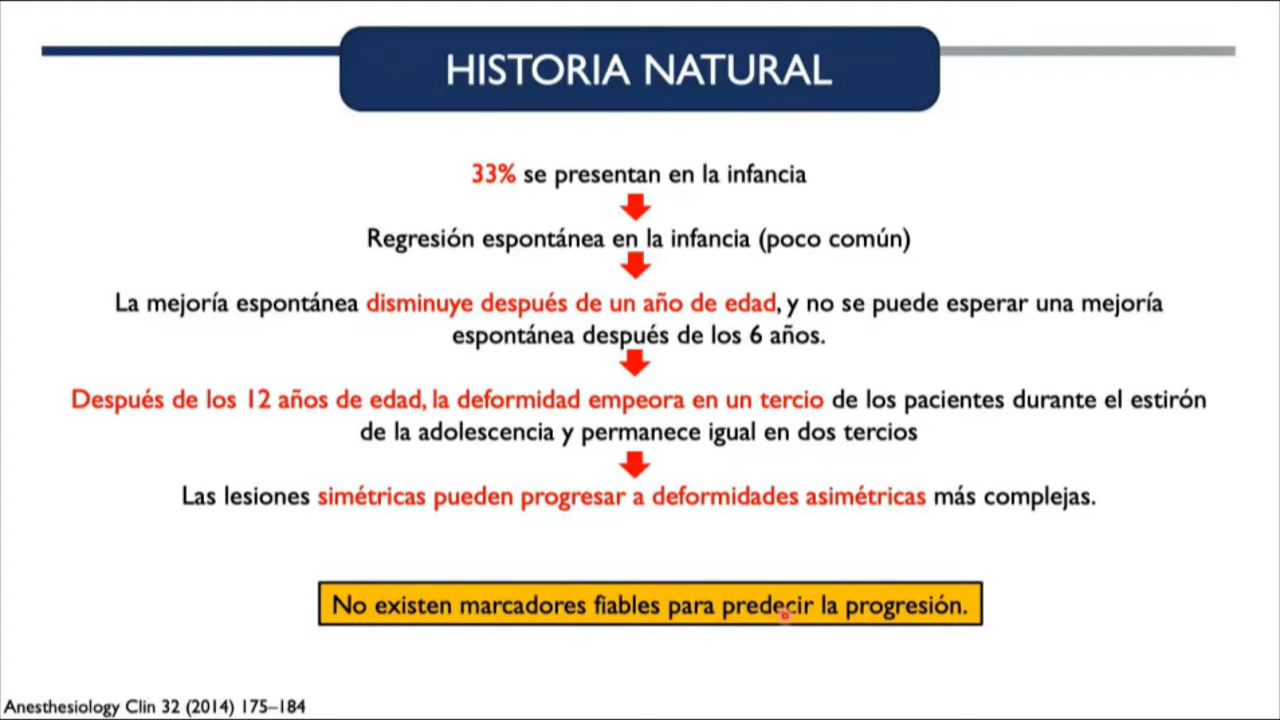 HISTORIA NATURAL
33% se presentan en la infancia
Regresión espontánea en la infancia (poco común)
La mejoría espontánea disminuye después de un año de edad, y no se puede esperar una mejoría
espontánea después de los 6 años.
Después de los 12 años de edad, la deformidad empeora en un tercio de los pacientes durante el estirón
de la adolescencia y permanece igual en dos tercios
Las lesiones simétricas pueden progresar a deformidades asimétricas más complejas.
No existen marcadores fiables para predecir la progresión.
Anesthesiology Clin 32 (2014) 175–184